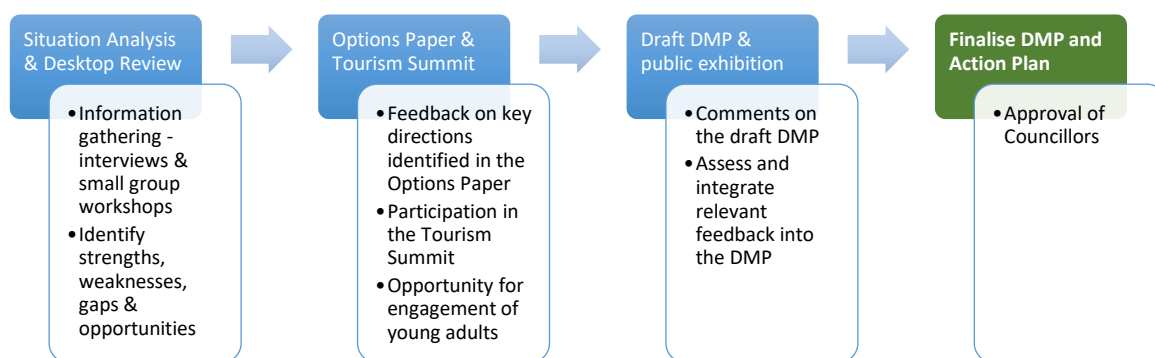 Situation Analysis
& Desktop Review
•Information
gathering -
interviews &
small group
workshops
•Identify
strengths,
weaknesses,
gaps &
opportunities
Options Paper &
Tourism Summit
•Feedback on key
directions
identified in the
Options Paper
•Participation in
the Tourism
Summit
•Opportunity for
engagement of
young adults
Draft DMP &
public exhibition
•Comments on
the draft DMP
•Assess and
integrate
relevant
feedback into
the DMP
Finalise DMP and
Action Plan
•Approval of
Councillors